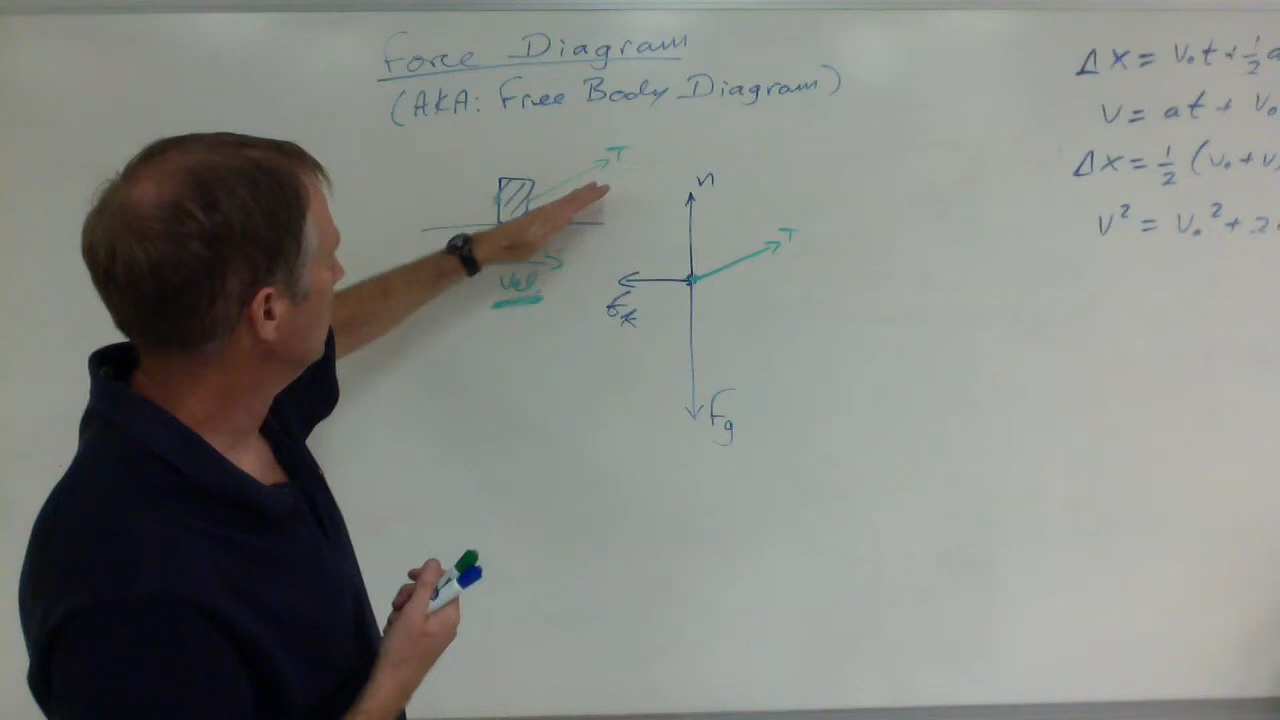 Force Diagram
(AKA: Free Body Diagram)
T
Vel.
n
T
fk
Fg
Δx = V₀t + ½a
V = at + V₀
Δx = ½ (V₀ + V
V² = V₀² + 2